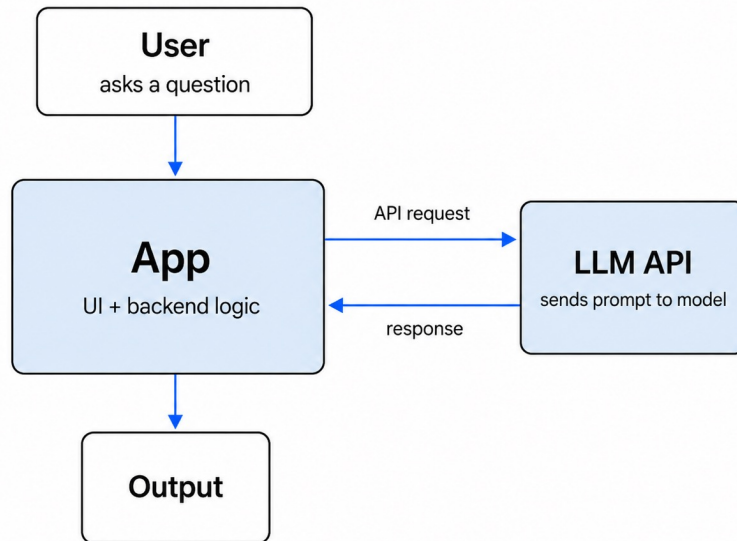 User
asks a question
App
UI + backend logic
API request
response
LLM API
sends prompt to model
Output